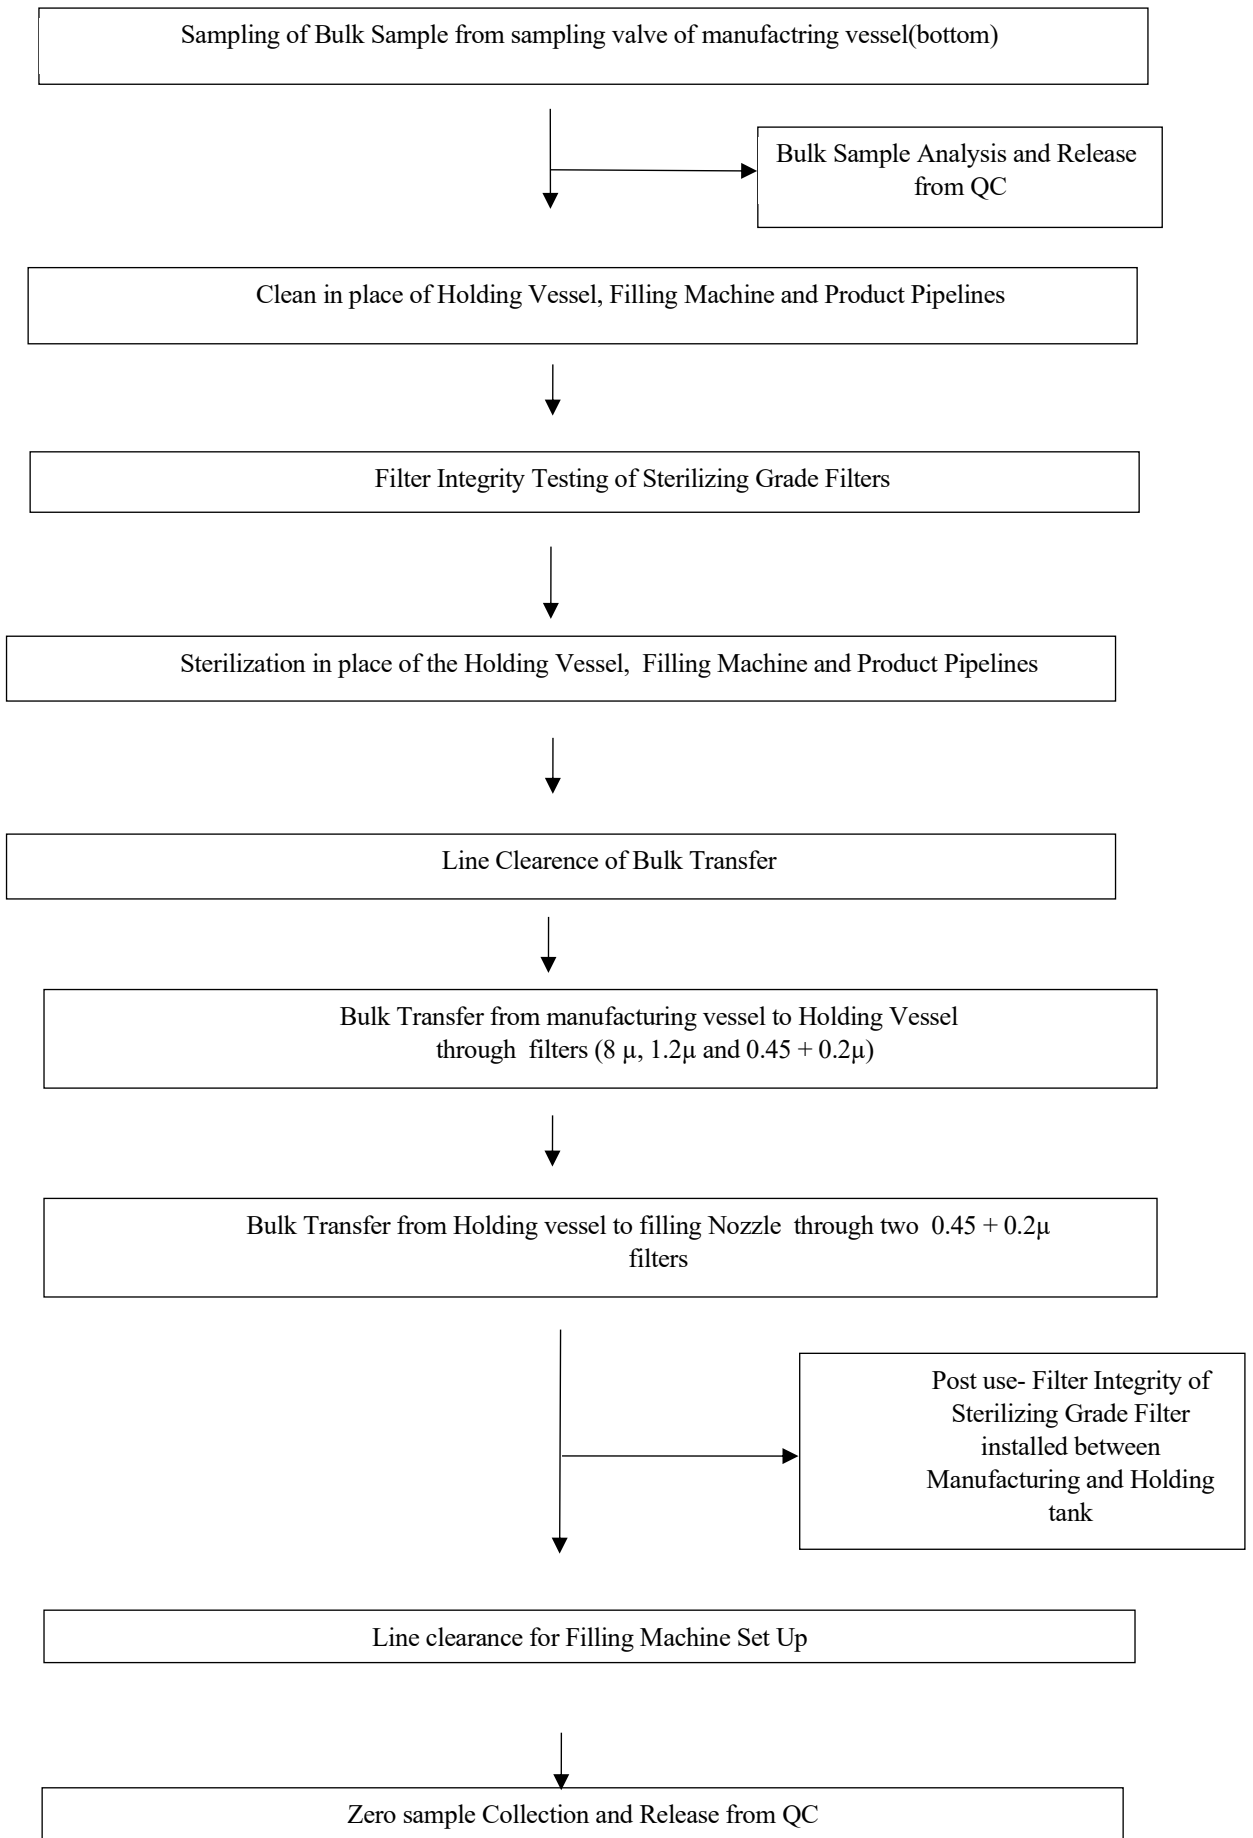 Sampling of Bulk Sample from sampling valve of manufactring vessel(bottom)
Bulk Sample Analysis and Release
from QC
Clean in place of Holding Vessel, Filling Machine and Product Pipelines
Filter Integrity Testing of Sterilizing Grade Filters
Sterilization in place of the Holding Vessel,  Filling Machine and Product Pipelines
Line Clearence of Bulk Transfer
Bulk Transfer from manufacturing vessel to Holding Vessel
through  filters (8 µ, 1.2µ and 0.45 + 0.2µ)
Bulk Transfer from Holding vessel to filling Nozzle  through two  0.45 + 0.2µ
filters
Post use- Filter Integrity of
Sterilizing Grade Filter
installed between
Manufacturing and Holding
tank
Line clearance for Filling Machine Set Up
Zero sample Collection and Release from QC